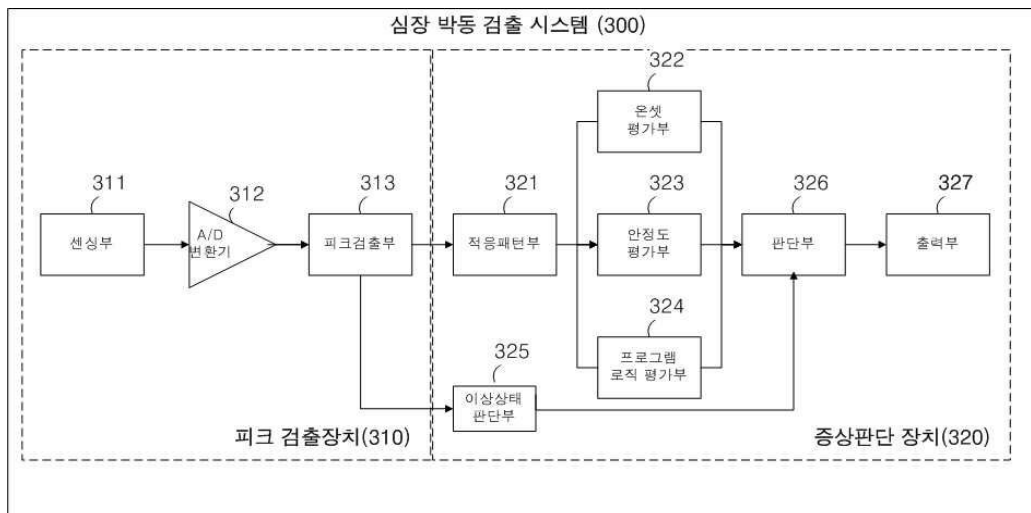 심장 박동 검출 시스템 (300)
322
온셋
평가부
311
312
313
321
323
326
327
센싱부
A/D
변환기
피크검출부
적응패턴부
안정도
평가부
판단부
출력부
324
프로그램
로직 평가부
325
이상상태
판단부
피크 검출장치(310)
증상판단 장치(320)